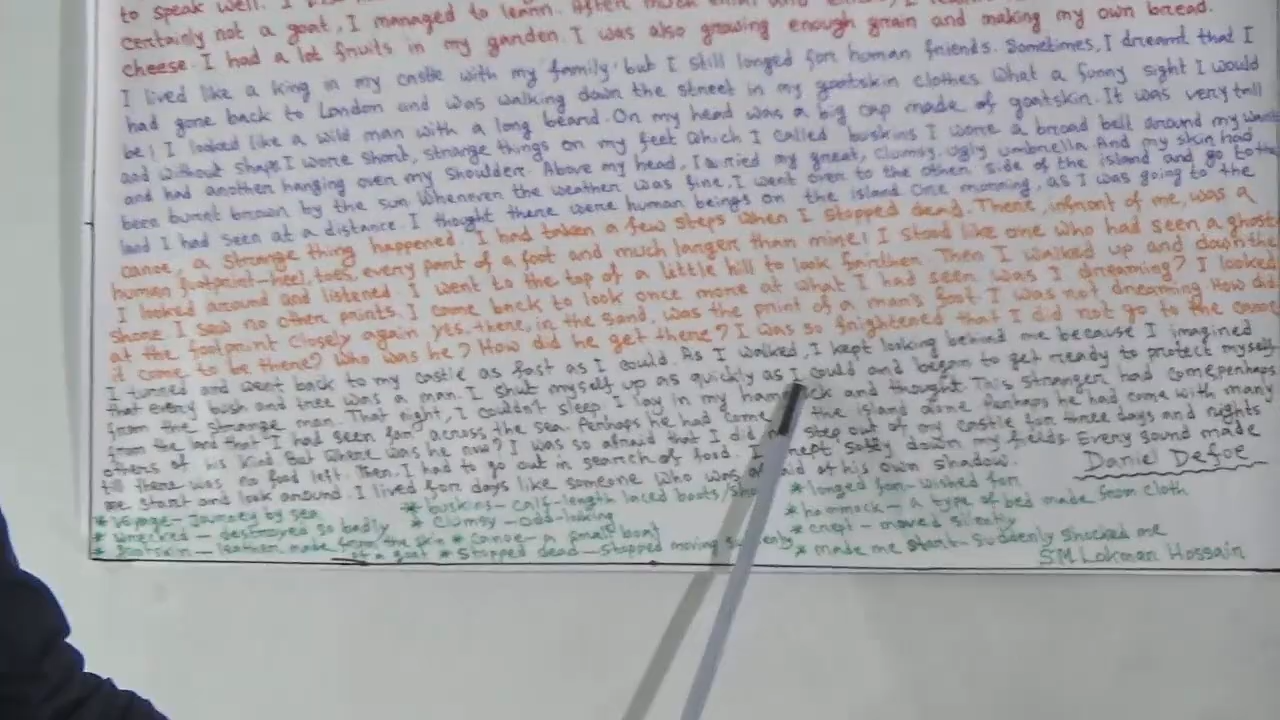 to speak well. I
certainly not a goat, I managed to learn. After much
cheese. I had a lot fruits in my garden. I was also growing enough grain and making my own bread.
I lived like a king in my castle with my family but I still longed for human friends. Sometimes, I dreamt that I
had gone back to London and was walking down the street in my goatskin clothes. What a funny sight I would
be! I looked like a wild man with a long beard. On my head was a big cap made of goatskin. It was very tall
and without shape. I wore short, strange things on my feet which I called buskins I wore a broad belt around my waist
and had another hanging over my shoulder. Above my head, I carried my great, clumsy, ugly umbrella. And my skin had
been burnt brown by the sun. Whenever the weather was fine, I went over to the other side of the island and go to the
land I had seen at a distance. I thought there were human beings on the island One morning, as I was going to the
canoe, a strange thing happened. I had taken a few steps when I stopped dead. There, infront of me, was a
human footprint-heel, toes, every part of a foot and much larger than mine! I stood like one who had seen a ghost.
I looked around and listened. I went to the top of a little hill to look further. Then I walked up and down the
shore I saw no other prints. I come back to look once more at what I had seen was I dreaming? I looked
at the footprint closely again yes, there, in the sand, was the print of a man's foot I was not dreaming How did
it come to be there? Who was he? How did he get there? I was so frightened that I did not go to the canoe
I turned and went back to my castle as fast as I could. As I walked, I kept looking behind me because I imagined
that every bush and tree was a man. I shut myself up as quickly as I could and began to get ready to protect myself
from the strange man. That night, I couldn't sleep. I lay in my and thought This stranger had come, perhaps
from the land that I had seen far across the sea. Perhaps he had come the island alone Perhaps he had come with many
others of his kind But where was he now? I was so afraid that I did step out of my castle for three days and nights
till there was no food left. Then, I had to go out in search of food. I softly down my fields Every sound made
me start and look around. I lived for days like someone who was of his own shadow.
Daniel Defoe
* Voyage- Journey by sea * buskins- calf-length laced boots * longed for-wished for
* Wrecked- destroyed so badly * Clumsy-odd-looking * hammock- a type of bed made from cloth
* Goatskin- leather made from the skin of a goat * Canoe- a small boat * crept - moved silently
* Stopped dead- stopped moving * made me start- Suddenly shocked me
S.M Lokman Hossain